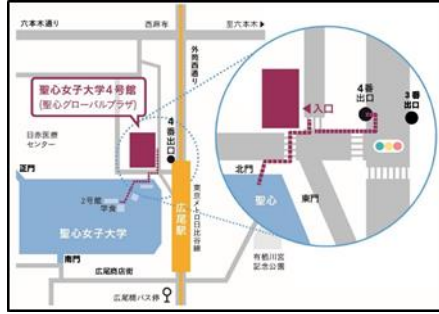 六本木通り
西麻布
至六本木▶
外苑西通り
聖心女子大学4号館
(聖心グローバルプラザ)
日赤医療
センター
4番出口
正門
2号館
学食
聖心女子大学
南門
広尾駅
東京メトロ日比谷線
広尾商店街
広尾橋バス停
有栖川宮
記念公園
入口
4番
出口
3番
出口
北門
聖心
東門